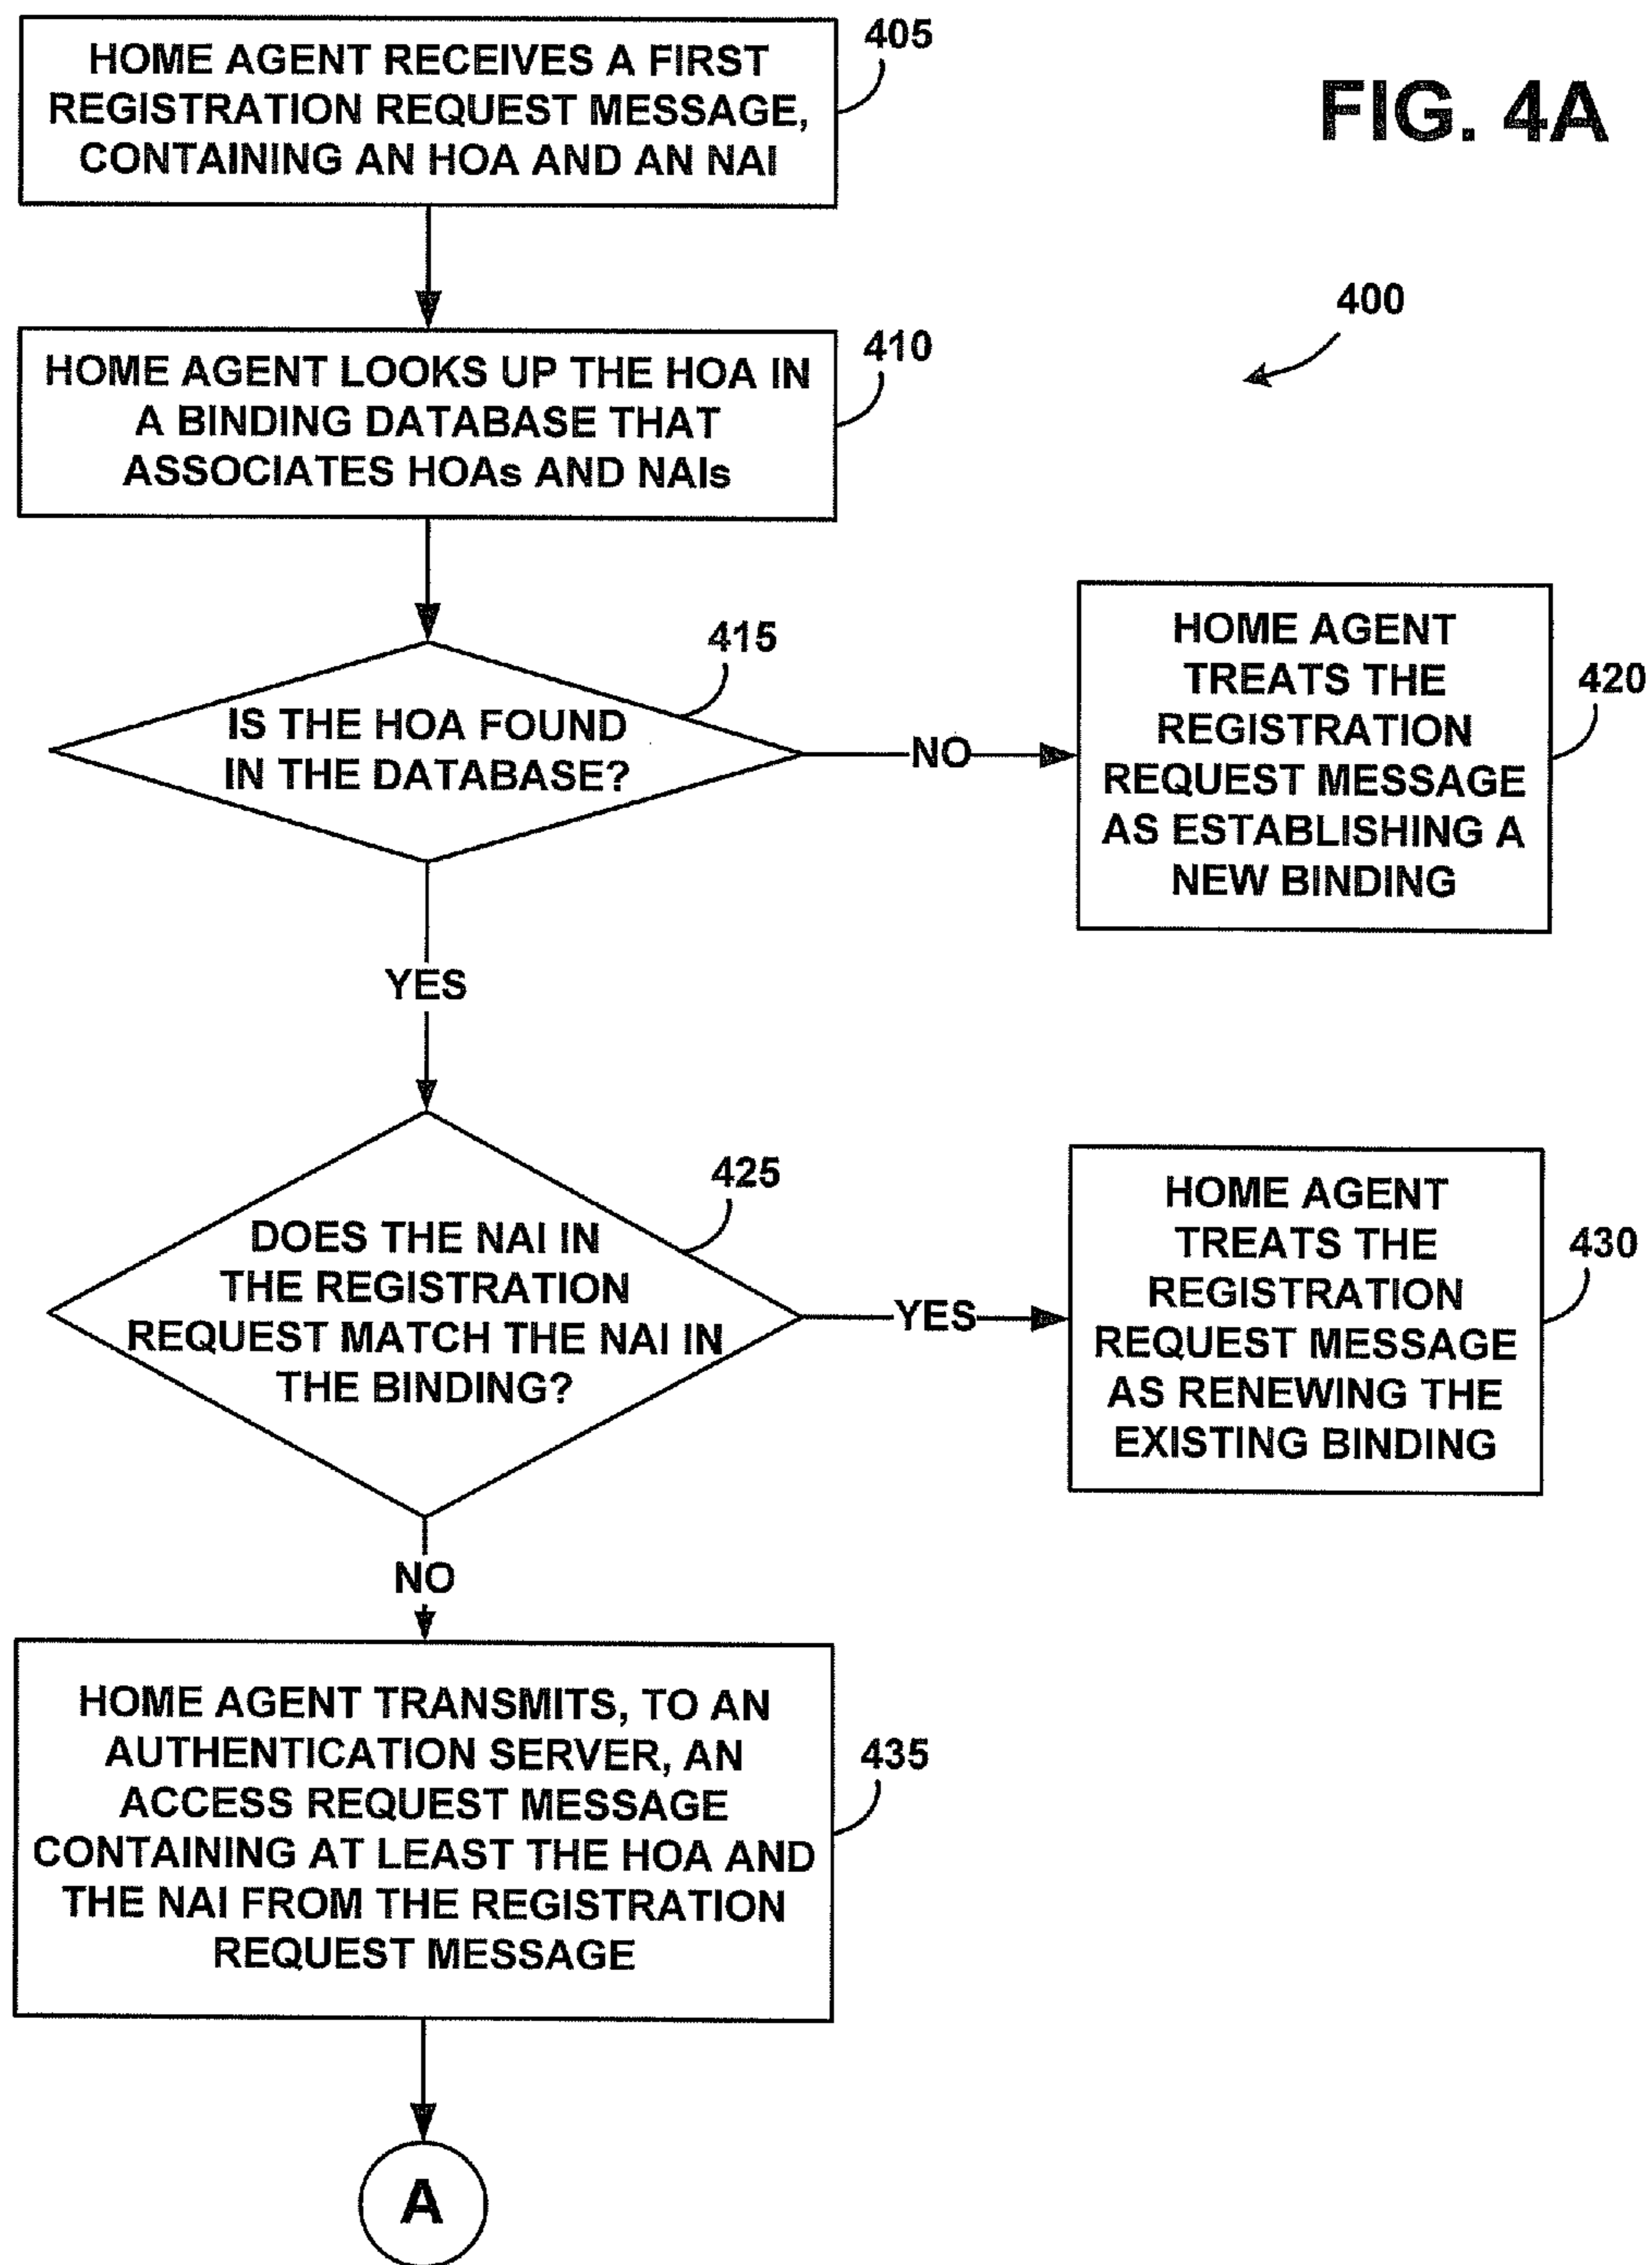 FIG. 4A
400
HOME AGENT RECEIVES A FIRST
REGISTRATION REQUEST MESSAGE,
CONTAINING AN HOA AND AN NAI
405
HOME AGENT LOOKS UP THE HOA IN
A BINDING DATABASE THAT
ASSOCIATES HOAs AND NAIs
410
IS THE HOA FOUND
IN THE DATABASE?
415
NO
HOME AGENT
TREATS THE
REGISTRATION
REQUEST MESSAGE
AS ESTABLISHING A
NEW BINDING
420
YES
DOES THE NAI IN
THE REGISTRATION
REQUEST MATCH THE NAI IN
THE BINDING?
425
YES
HOME AGENT
TREATS THE
REGISTRATION
REQUEST MESSAGE
AS RENEWING THE
EXISTING BINDING
430
NO
HOME AGENT TRANSMITS, TO AN
AUTHENTICATION SERVER, AN
ACCESS REQUEST MESSAGE
CONTAINING AT LEAST THE HOA AND
THE NAI FROM THE REGISTRATION
REQUEST MESSAGE
435
A